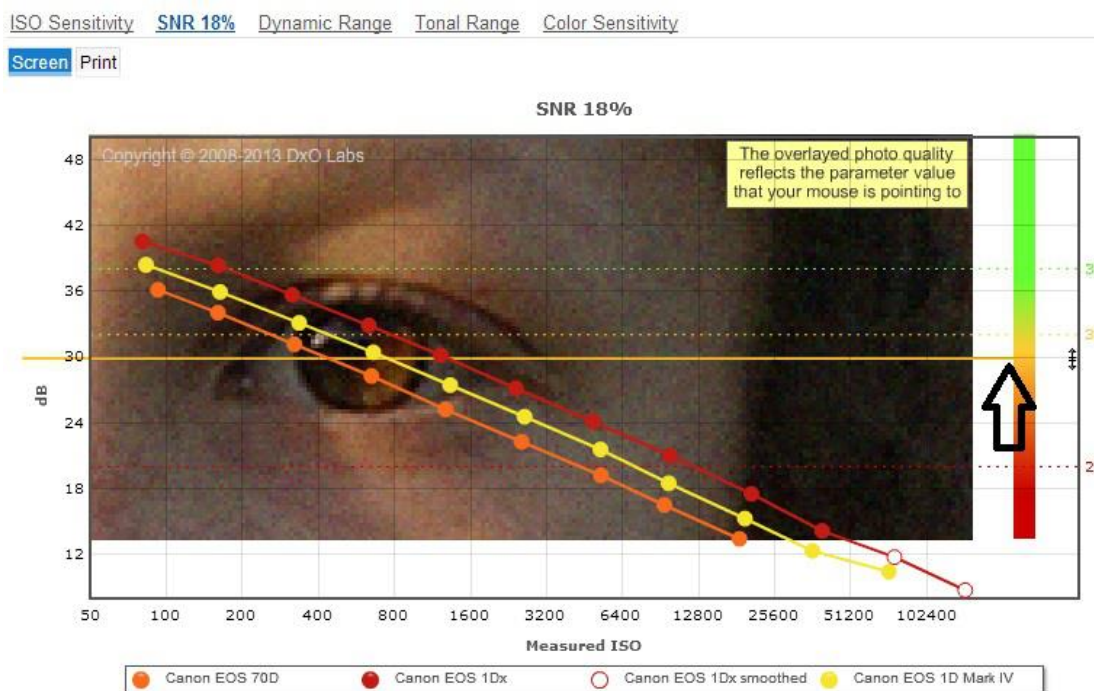 ISO Sensitivity SNR 18% Dynamic Range Tonal Range Color Sensitivity
Screen Print
SNR 18%
Copyright © 2008-2013 DxO Labs
The overlayed photo quality
reflects the parameter value
that your mouse is pointing to
48
42
36
30
24
18
12
dB
3
3
2
50 100 200 400 800 1600 3200 6400 12800 25600 51200 102400
Measured ISO
Canon EOS 70D Canon EOS 1Dx Canon EOS 1Dx smoothed Canon EOS 1D Mark IV